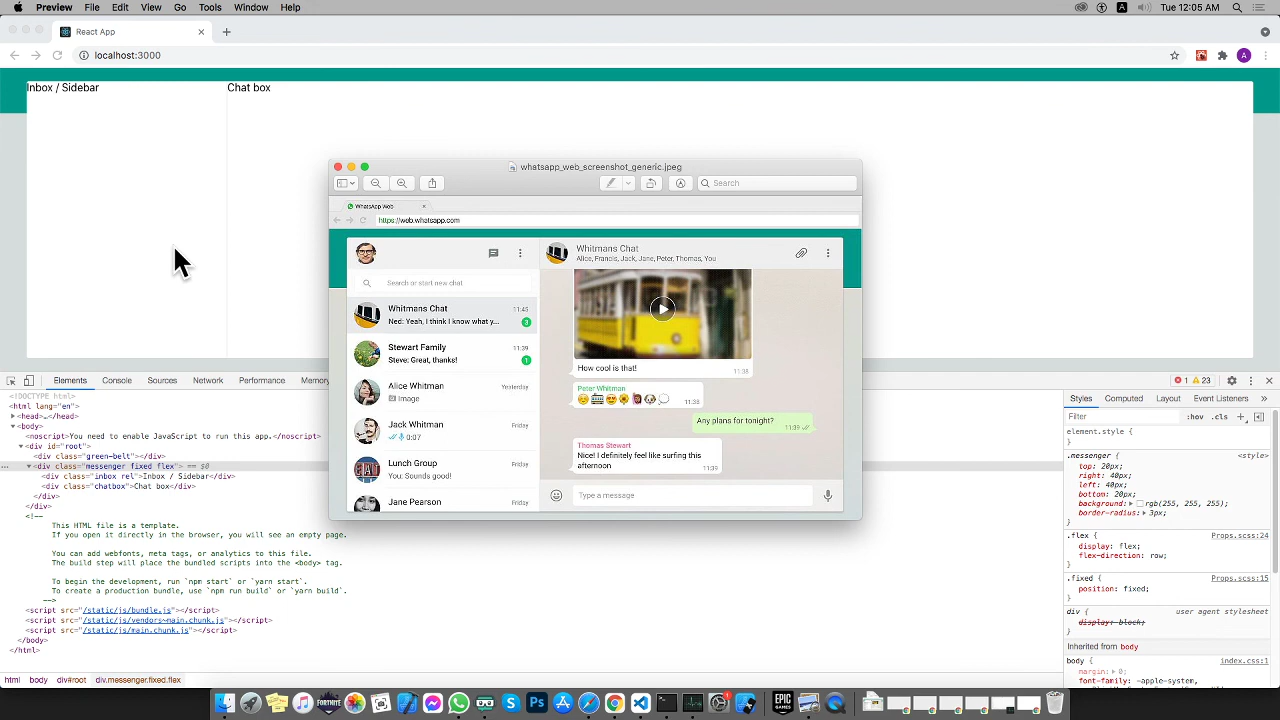 Preview File Edit View Go Tools Window Help
A Tue 12:05 AM
React App
localhost:3000
A
Inbox / Sidebar
Chat box
whatsapp_web_screenshot_generic.jpeg
Search
WhatsApp Web
https://web.whatsapp.com
Search or start new chat
Whitmans Chat 11:45
Ned: Yeah, I think I know what y... 3
Stewart Family 11:39
Steve: Great, thanks! 1
Alice Whitman Yesterday
Image
Jack Whitman Friday
0:07
Lunch Group Friday
You: Sounds good!
Jane Pearson Friday
Whitmans Chat
Alice, Francis, Jack, Jane, Peter, Thomas, You
How cool is that!
11:38
Peter Whitman
11:38
Any plans for tonight?
11:39
Thomas Stewart
Nice! I definitely feel like surfing this
afternoon
11:39
Type a message
Elements Console Sources Network Performance Memory
1 23
<!DOCTYPE html>
<html lang="en">
<head>…</head>
<body>
<noscript>You need to enable JavaScript to run this app.</noscript>
<div id="root">
<div class="green-belt"></div>
<div class="messenger fixed flex"> == $0
<div class="inbox rel">Inbox / Sidebar</div>
<div class="chatbox">Chat box</div>
</div>
</div>
<!--
This HTML file is a template.
If you open it directly in the browser, you will see an empty page.
You can add webfonts, meta tags, or analytics to this file.
The build step will place the bundled scripts into the <body> tag.
To begin the development, run `npm start` or `yarn start`.
To create a production bundle, use `npm run build` or `yarn build`.
-->
<script src="/static/js/bundle.js"></script>
<script src="/static/js/vendors~main.chunk.js"></script>
<script src="/static/js/main.chunk.js"></script>
</body>
</html>
html body div#root div.messenger.fixed.flex
Styles Computed Layout Event Listeners
Filter :hov .cls
element.style {
}
.messenger { <style>
top: 20px;
right: 40px;
left: 40px;
bottom: 20px;
background: rgb(255, 255, 255);
border-radius: 3px;
}
.flex { Props.scss:24
display: flex;
flex-direction: row;
}
.fixed { Props.scss:15
position: fixed;
}
div { user agent stylesheet
display: block;
}
Inherited from body
body { index.css:1
margin: 0;
font-family: -apple-system,
EPIC GAMES